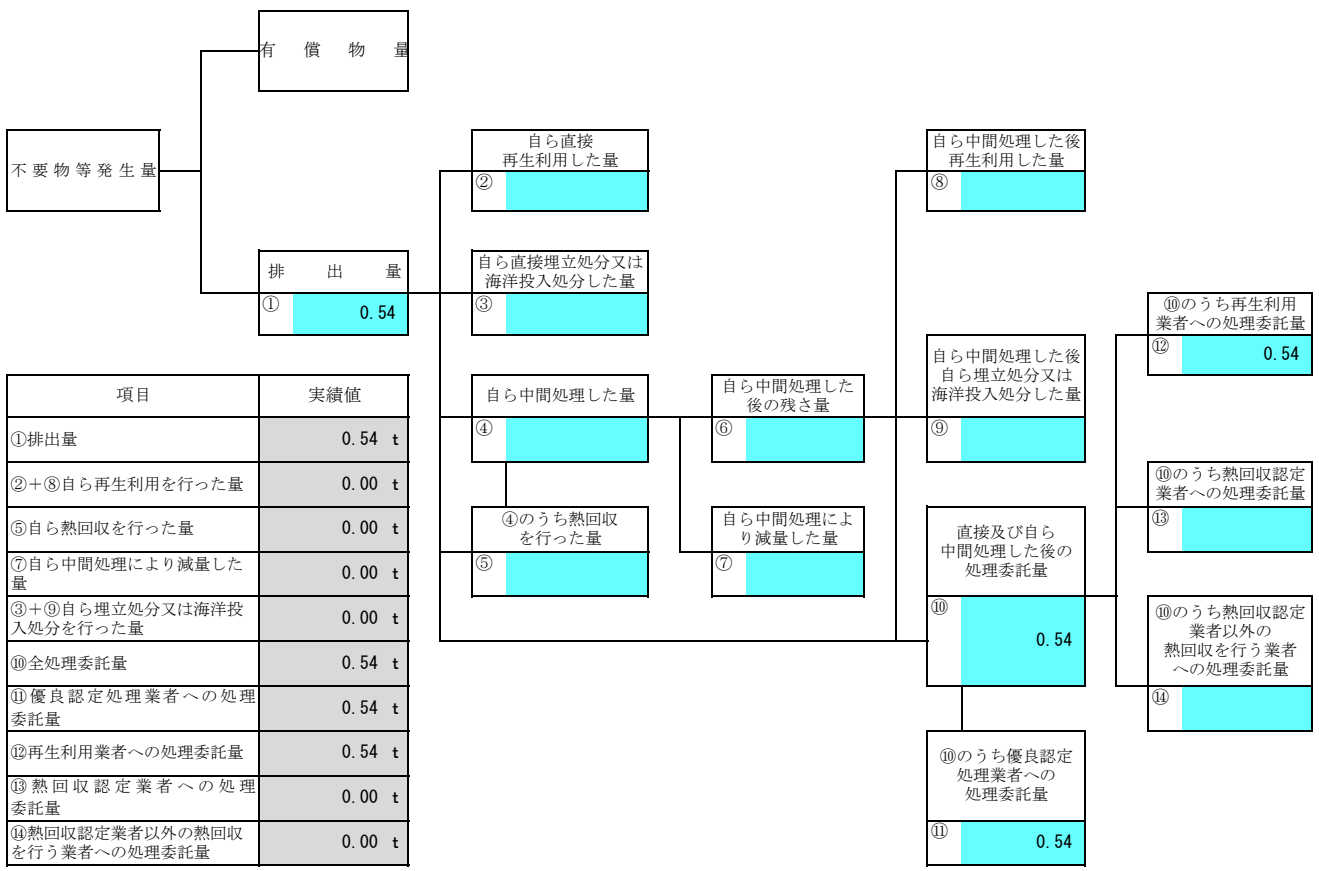 有償物量
不要物等発生量
自ら直接
再生利用した量
②
自ら中間処理した後
再生利用した量
⑧
排出量
① 0.54
自ら直接埋立処分又は
海洋投入処分した量
③
⑩のうち再生利用
業者への処理委託量
⑫ 0.54
自ら中間処理した量
④
自ら中間処理した
後の残さ量
⑥
自ら中間処理した後
自ら埋立処分又は
海洋投入処分した量
⑨
⑩のうち熱回収認定
業者への処理委託量
⑬
④のうち熱回収
を行った量
⑤
自ら中間処理によ
り減量した量
⑦
直接及び自ら
中間処理した後の
処理委託量
⑩ 0.54
⑩のうち熱回収認定
業者以外の
熱回収を行う業者
への処理委託量
⑭
⑩のうち優良認定
処理業者への
処理委託量
⑪ 0.54
項目 実績値
①排出量 0.54 t
②+⑧自ら再生利用を行った量 0.00 t
⑤自ら熱回収を行った量 0.00 t
⑦自ら中間処理により減量した
量 0.00 t
③+⑨自ら埋立処分又は海洋投
入処分を行った量 0.00 t
⑩全処理委託量 0.54 t
⑪優良認定処理業者への処理
委託量 0.54 t
⑫再生利用業者への処理委託量 0.54 t
⑬熱回収認定業者への処理
委託量 0.00 t
⑭熱回収認定業者以外の熱回収
を行う業者への処理委託量 0.00 t